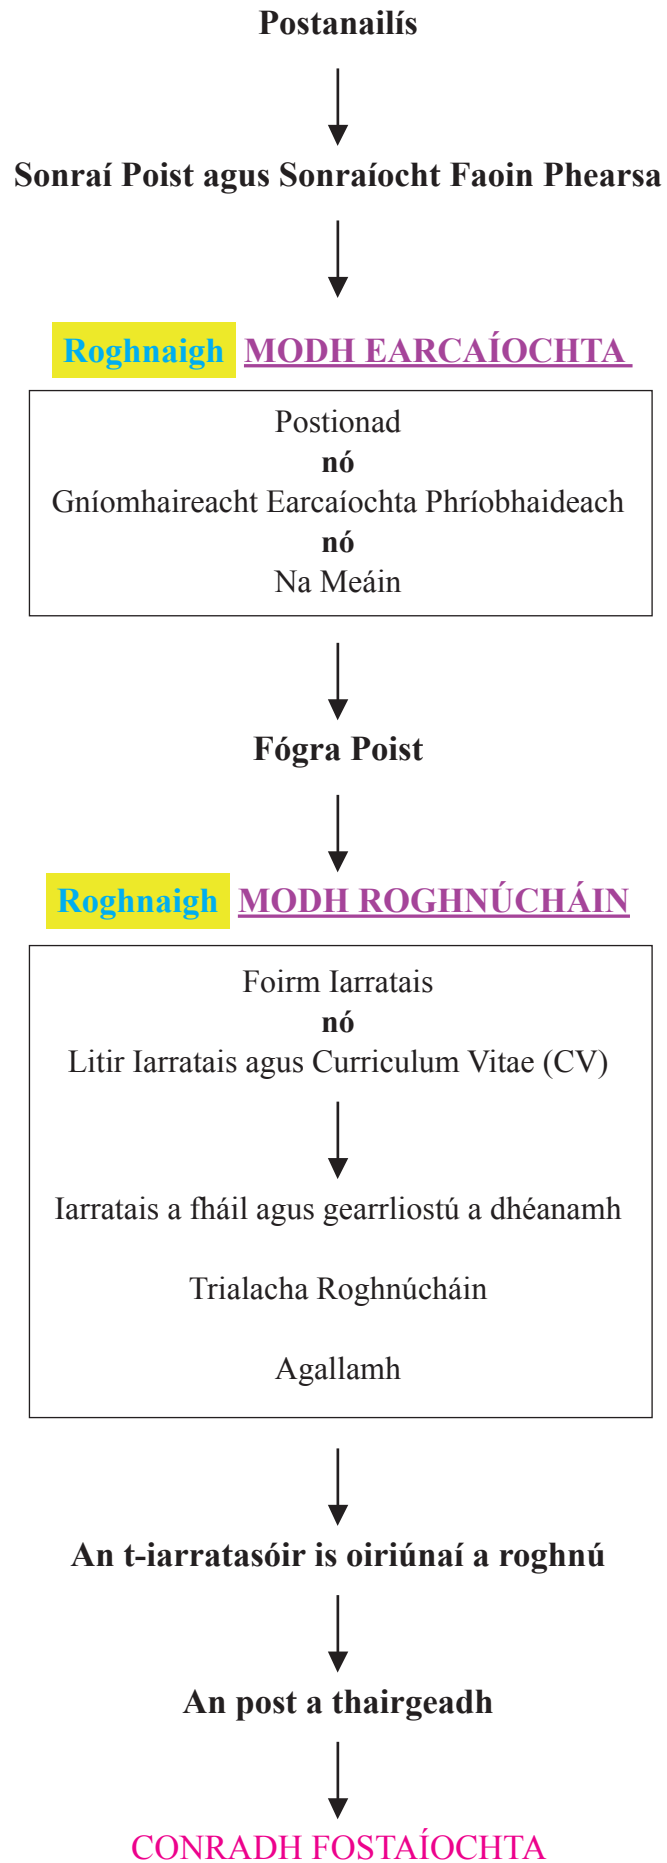 Postanailís
Sonraí Poist agus Sonraíocht Faoin Phearsa
Roghnaigh MODH EARCAÍOCHTA
Postionad
nó
Gníomhaireacht Earcaíochta Phríobhaideach
nó
Na Meáin
Fógra Poist
Roghnaigh MODH ROGHNÚCHÁIN
Foirm Iarratais
nó
Litir Iarratais agus Curriculum Vitae (CV)
Iarratais a fháil agus gearrliostú a dhéanamh
Trialacha Roghnúcháin
Agallamh
An t-iarratasóir is oiriúnaí a roghnú
An post a thairgeadh
CONRADH FOSTAÍOCHTA